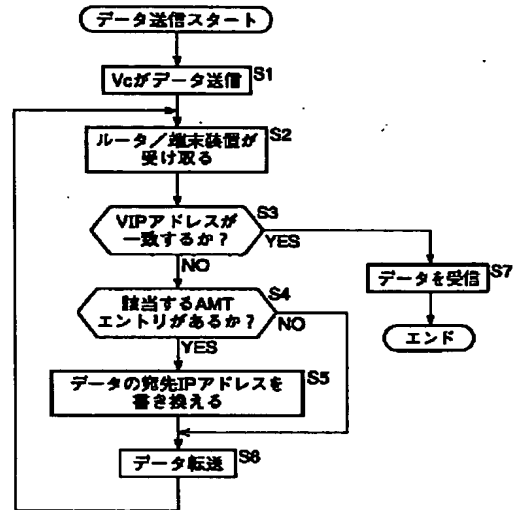 データ送信スタート
Vcがデータ送信
S1
ルータ/端末装置が
受け取る
S2
VIPアドレスが
一致するか?
S3
YES
NO
データを受信
S7
エンド
該当するAMT
エントリがあるか?
S4
NO
YES
データの宛先IPアドレスを
書き換える
S5
データ転送
S6